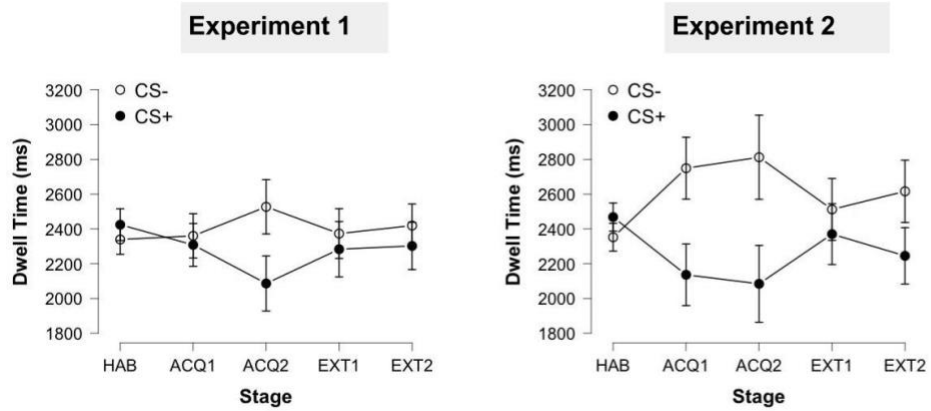 Experiment 1
3200
3000
2800
2600
2400
2200
2000
1800
Dwell Time (ms)
CS-
CS+
HAB ACQ1 ACQ2 EXT1 EXT2
Stage
Experiment 2
3200
3000
2800
2600
2400
2200
2000
1800
Dwell Time (ms)
CS-
CS+
HAB ACQ1 ACQ2 EXT1 EXT2
Stage